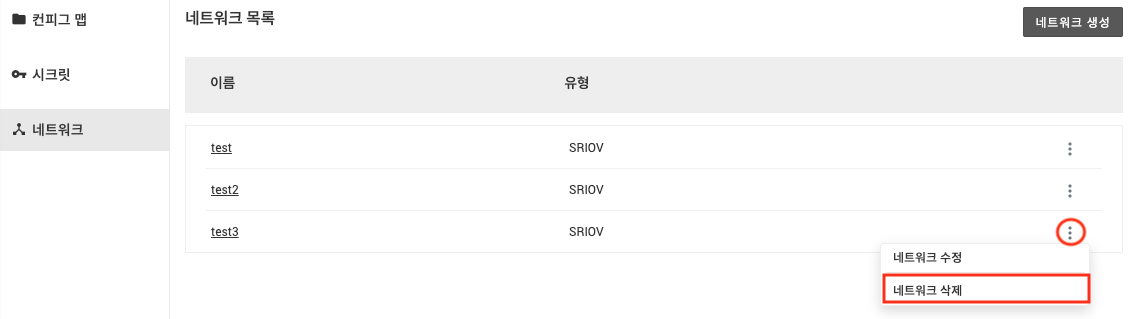 컨피그 맵
시크릿
네트워크
네트워크 목록
네트워크 생성
이름 유형
test SRIOV
test2 SRIOV
test3 SRIOV
네트워크 수정
네트워크 삭제